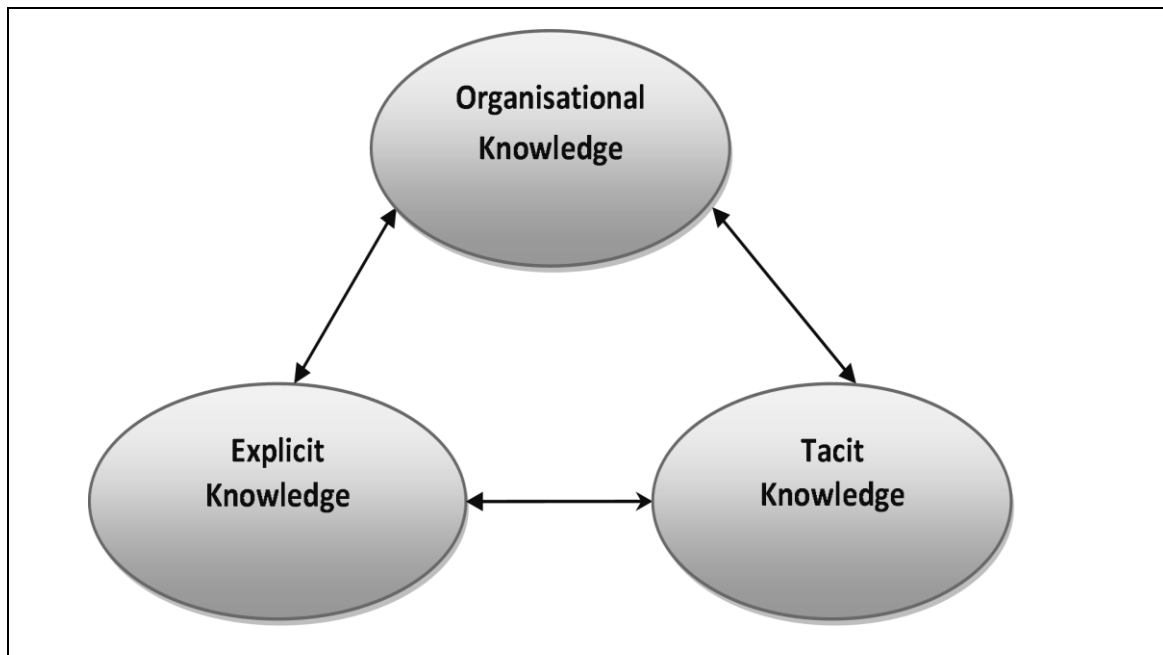 Organisational
Knowledge
Explicit
Knowledge
Tacit
Knowledge